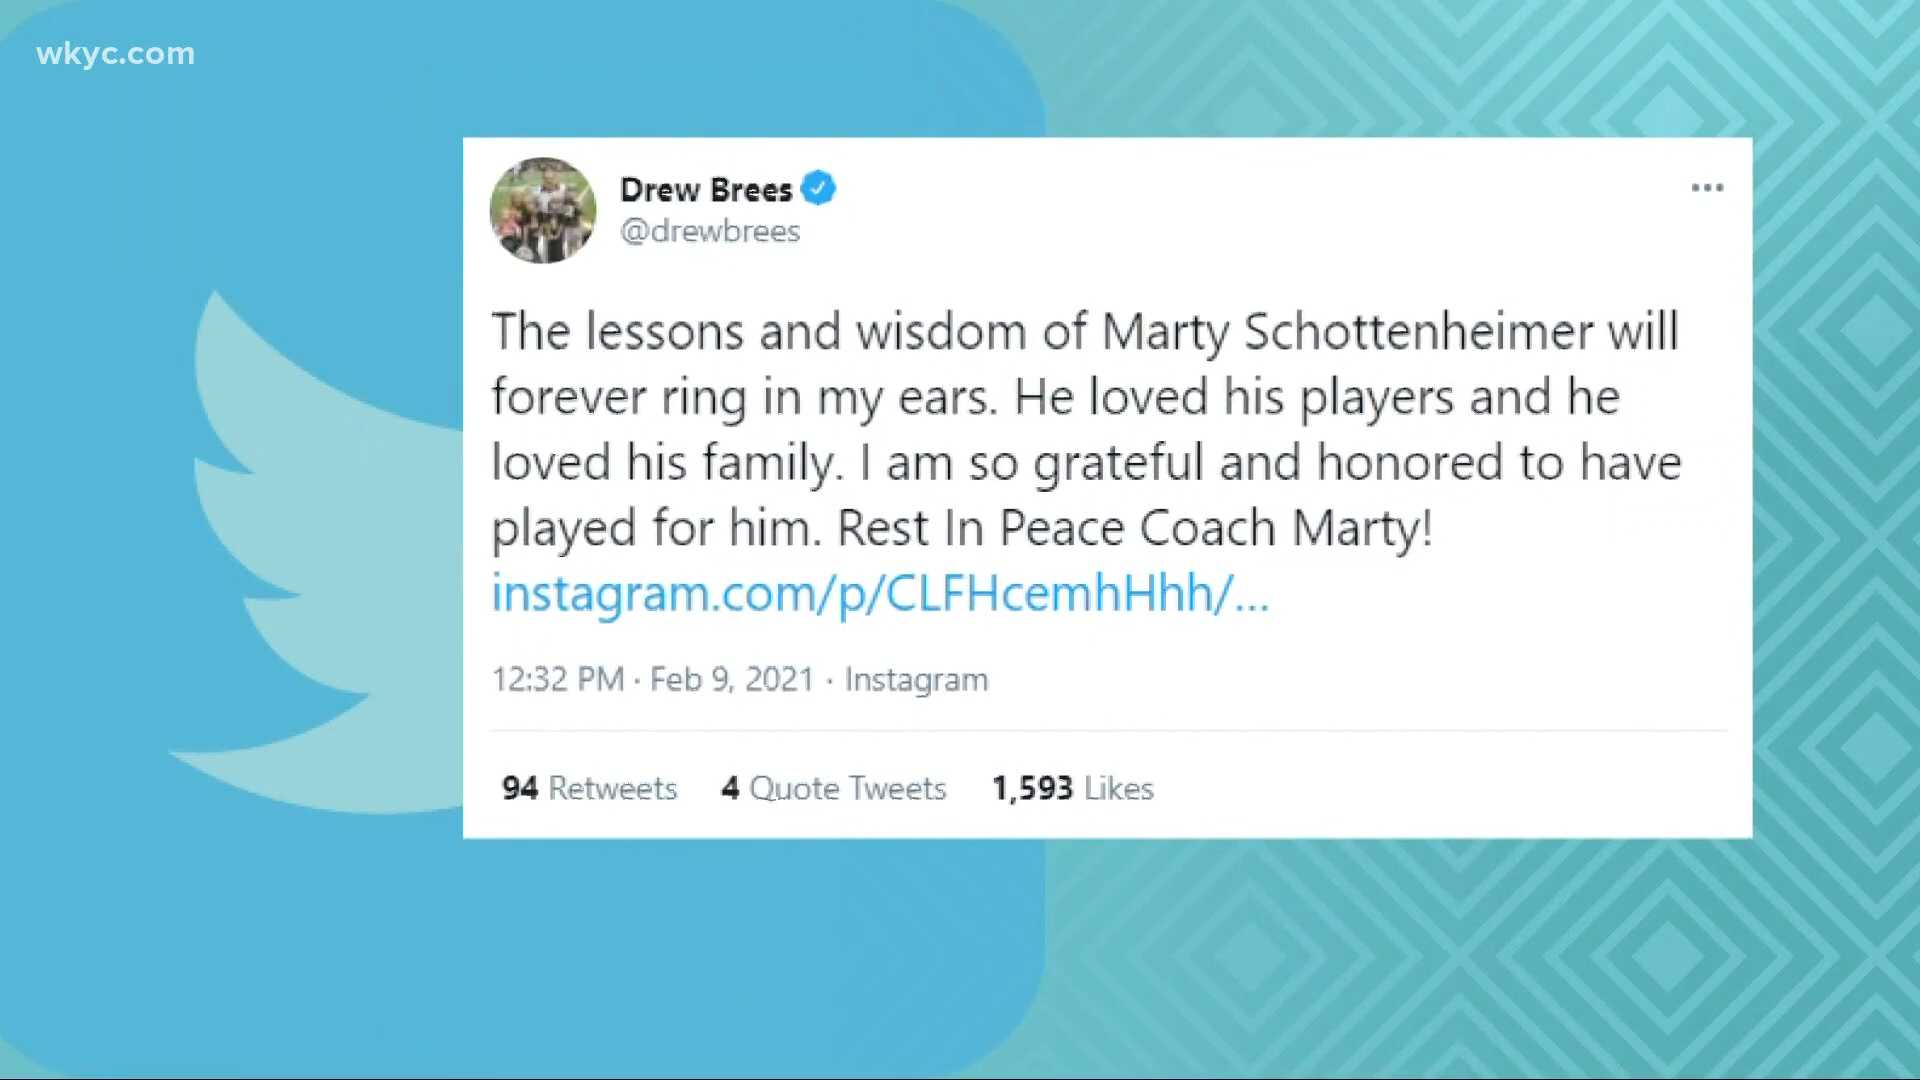 wkyc.com
Drew Brees
@drewbrees
The lessons and wisdom of Marty Schottenheimer will
forever ring in my ears. He loved his players and he
loved his family. I am so grateful and honored to have
played for him. Rest In Peace Coach Marty!
instagram.com/p/CLFHcemhHhh/...
12:32 PM · Feb 9, 2021 · Instagram
94 Retweets 4 Quote Tweets 1,593 Likes